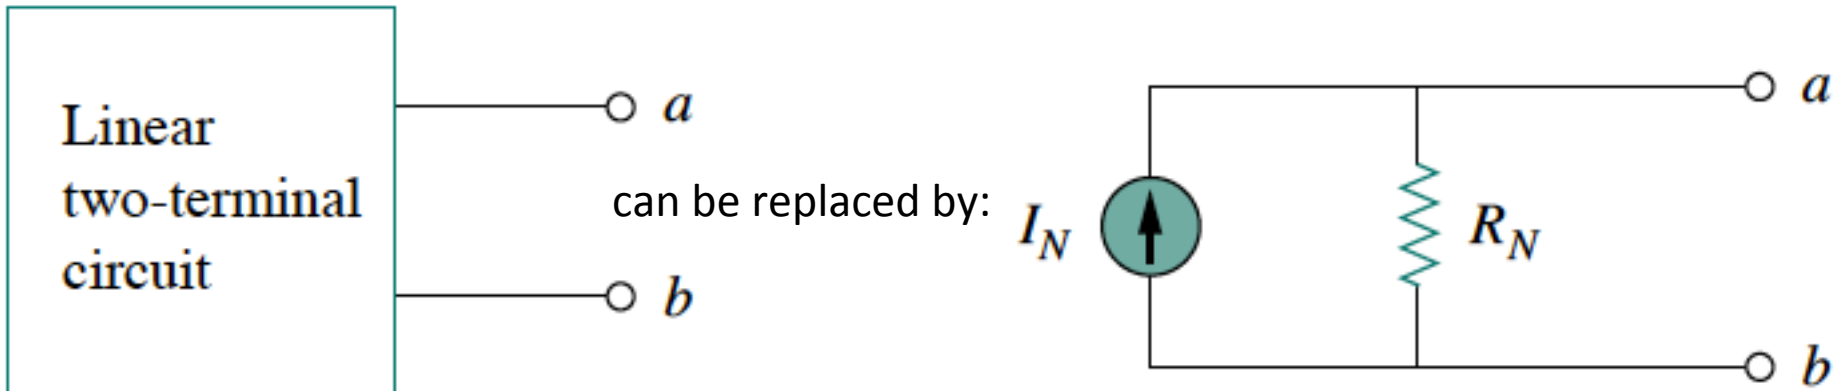 Linear
two-terminal
circuit
a
b
can be replaced by:
I_N
R_N
a
b